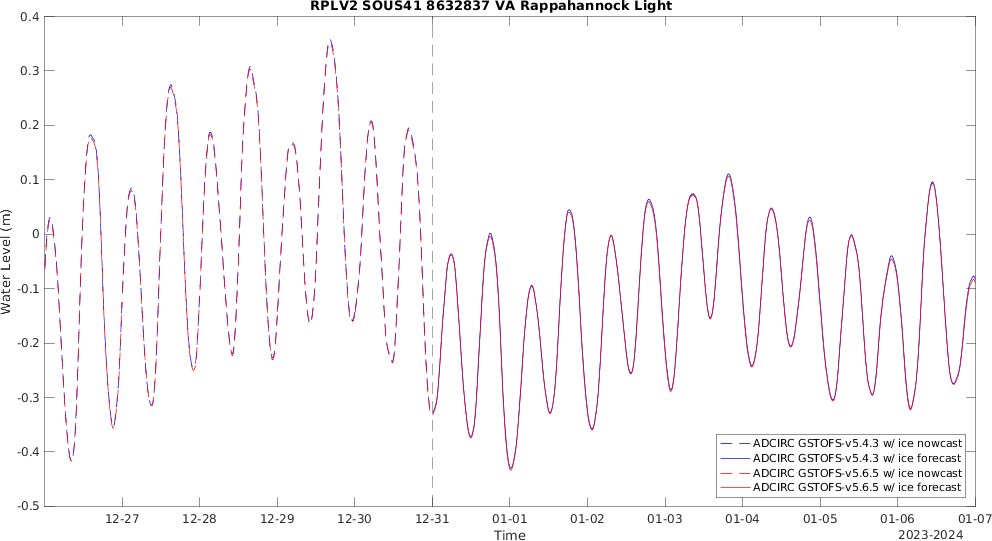 RPLV2 SOUS41 8632837 VA Rappahannock Light
0.4
0.3
0.2
0.1
0
-0.1
-0.2
-0.3
-0.4
-0.5
Water Level (m)
ADCIRC GSTOFS-v5.4.3 w/ ice nowcast
ADCIRC GSTOFS-v5.4.3 w/ ice forecast
ADCIRC GSTOFS-v5.6.5 w/ ice nowcast
ADCIRC GSTOFS-v5.6.5 w/ ice forecast
12-27 12-28 12-29 12-30 12-31 01-01 01-02 01-03 01-04 01-05 01-06 01-07
Time
2023-2024